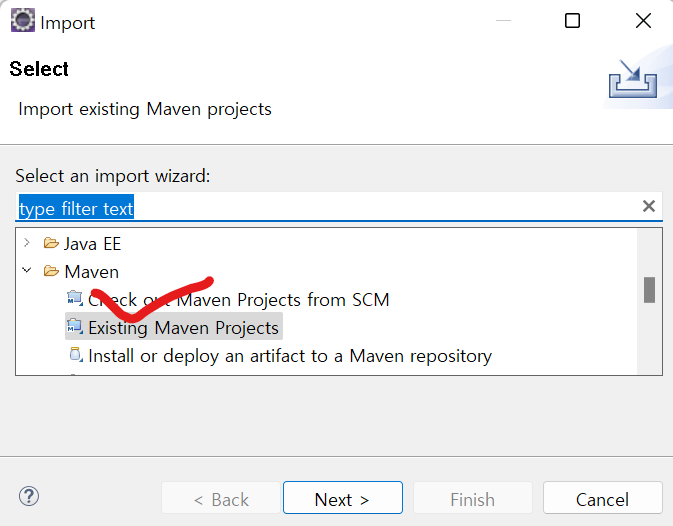 Import
Select
Import existing Maven projects
Select an import wizard:
type filter text
Java EE
Maven
Check out Maven Projects from SCM
Existing Maven Projects
Install or deploy an artifact to a Maven repository
< Back
Next >
Finish
Cancel